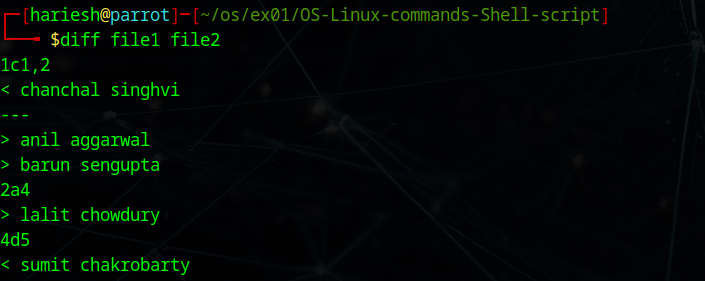 ┌─[hariesh@parrot]─[~/os/ex01/OS-Linux-commands-Shell-script]
└──╼ $diff file1 file2
1c1,2
< chanchal singhvi
---
> anil aggarwal
> barun sengupta
2a4
> lalit chowdury
4d5
< sumit chakrobarty